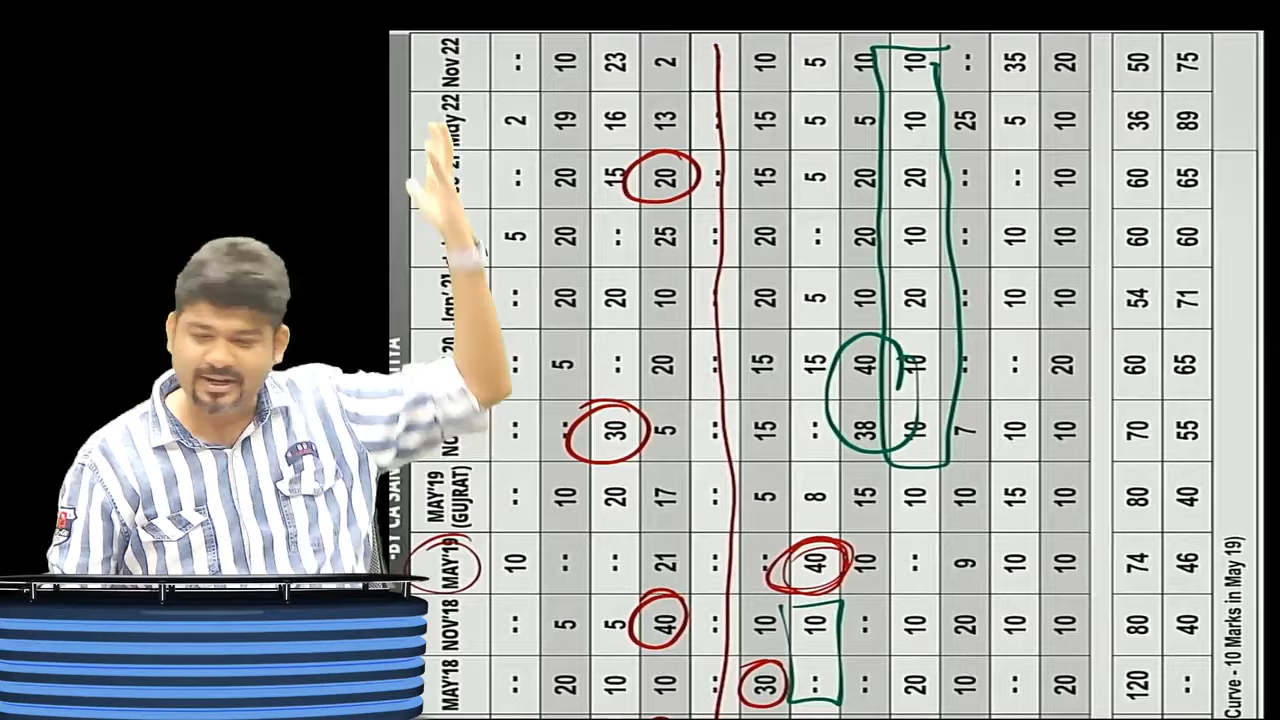 BY CA
MAY'18 NOV'18 MAY'19 MAY'19 (GUJRAT) May 22 Nov 22
-- -- 10 -- -- -- -- 5 -- 2 --
20 5 -- 10 -- 5 20 20 20 19 10
10 5 -- 20 30 -- 20 -- 15 16 23
10 40 21 17 5 20 10 25 20 13 2
-- -- -- -- -- -- -- -- -- -- --
30 10 -- 5 15 15 20 20 15 15 10
-- 10 40 8 -- 15 5 -- 5 5 5
-- -- 10 15 38 40 10 20 20 5 10
20 10 -- 10 10 10 20 10 20 10 10
10 20 9 10 7 -- -- -- -- 25 --
-- 10 10 15 10 -- 10 10 -- 5 35
20 10 10 10 10 20 10 10 10 10 20
120 80 74 80 70 60 54 60 60 36 50
-- 40 46 40 55 65 71 60 65 89 75
Curve - 10 Marks in May 19)